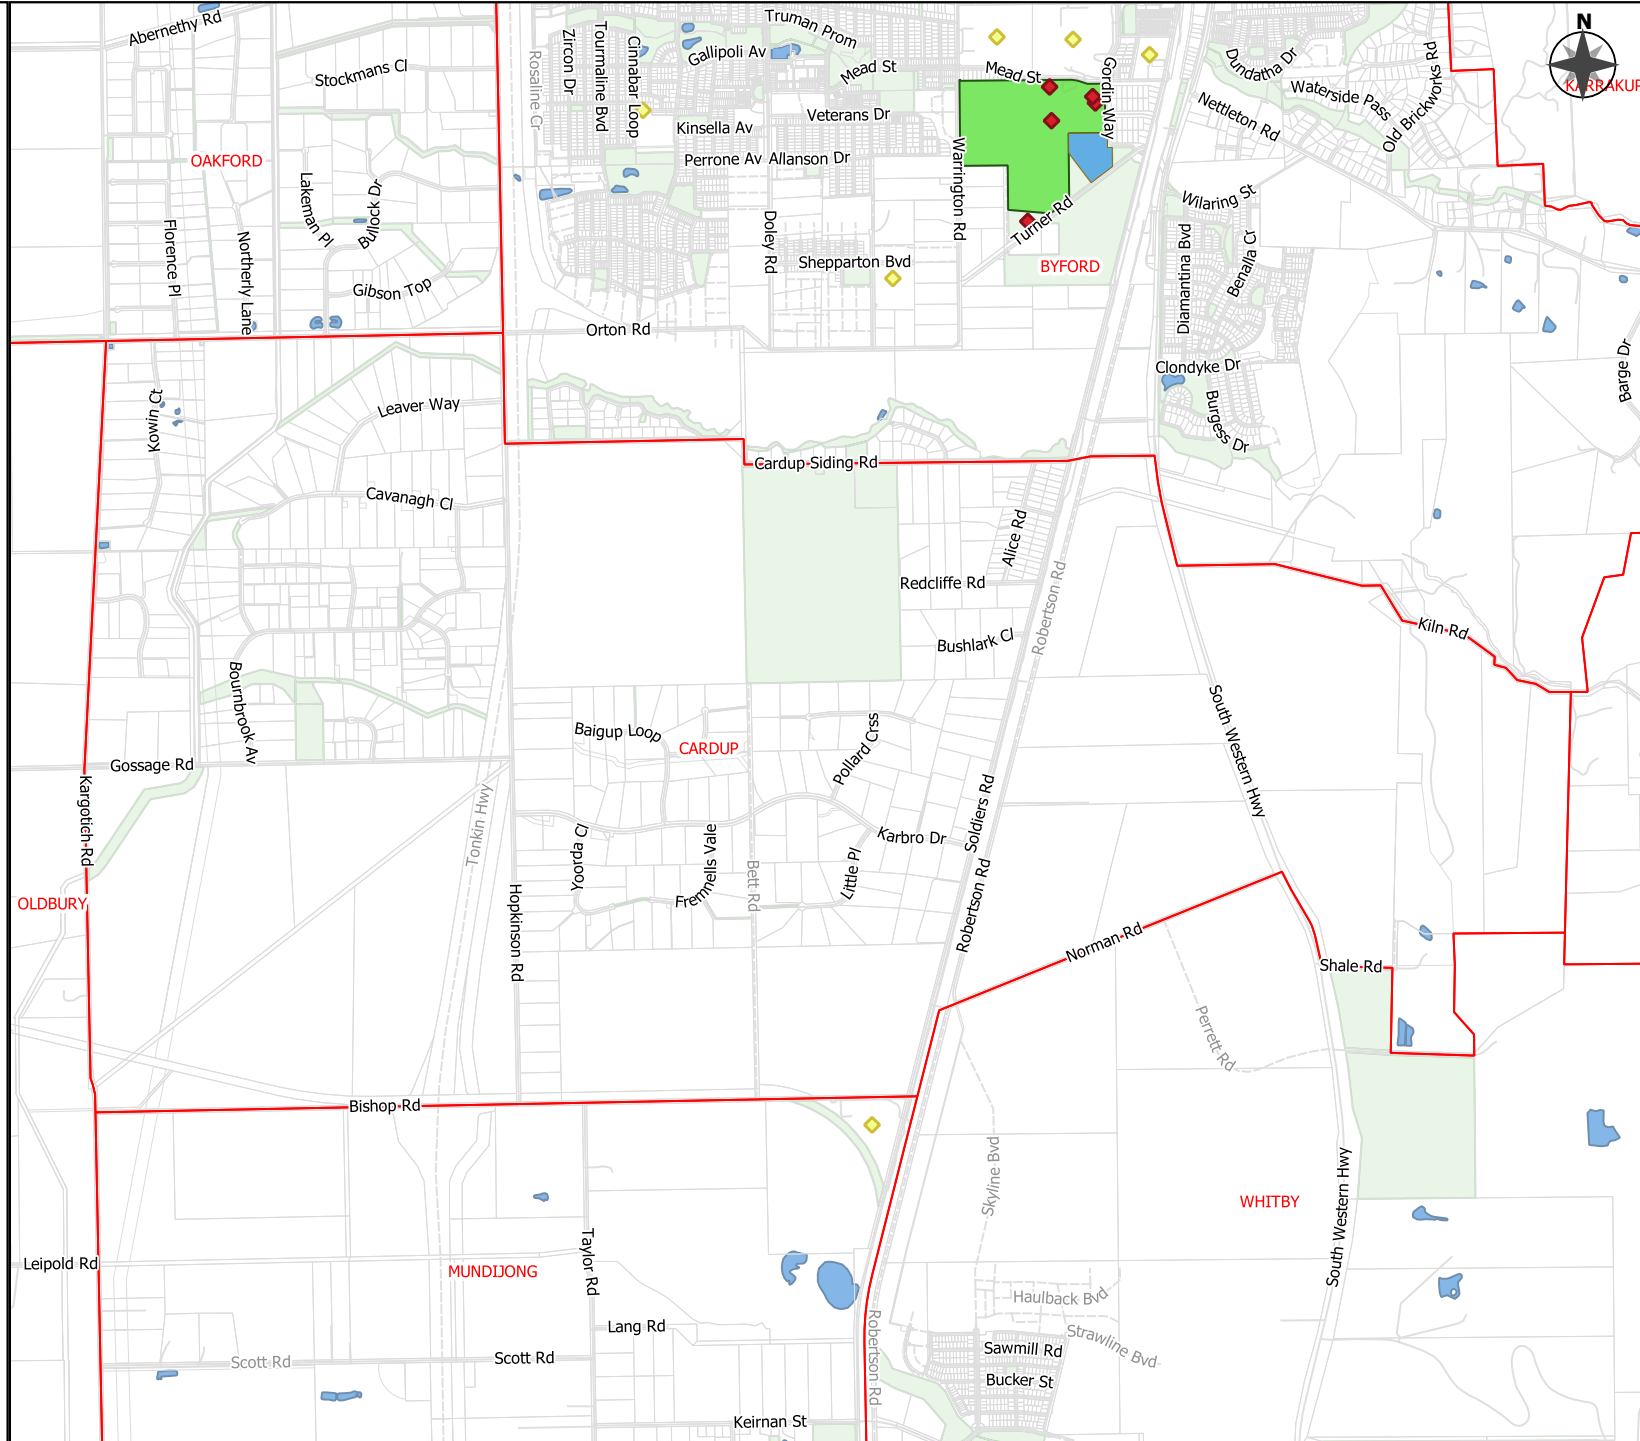 Abernethy Rd
Stockmans Cl
Rosaline Cr
Zircon Dr
Tourmaline Bvd
Cinnabar Loop
Gallipoli Av
Truman Prom
Mead St
Mead St
Gordin Way
Dundatha Dr
Waterside Pass
Old Brickworks Rd
N
KARRAKUP
Nettleton Rd
Veterans Dr
Kinsella Av
Perrone Av
Allanson Dr
OAKFORD
Lakeman Pl
Bullock Dr
Florence Pl
Northerly Lane
Gibson Top
Doley Rd
Warrington Rd
Turner Rd
Shepparton Bvd
BYFORD
Wilaring St
Diamantina Bvd
Benalla Cr
Orton Rd
Clondyke Dr
Burgess Dr
Barge Dr
Kowin Ct
Leaver Way
Cardup Siding Rd
Cavanagh Cl
Alice Rd
Redcliffe Rd
Robertson Rd
Bushlark Cl
Kiln Rd
Bournbrook Av
Baigup Loop
CARDUP
Pollard Crss
South Western Hwy
Gossage Rd
Kargotich Rd
Tonkin Hwy
Yoorda Cl
Fremnells Vale
Bett Rd
Karbro Dr
Little Pl
Soldiers Rd
Robertson Rd
OLDBURY
Hopkinson Rd
Norman Rd
Shale Rd
Perrett Rd
Bishop Rd
Skyline Bvd
WHITBY
South Western Hwy
Leipold Rd
MUNDIJONG
Taylor Rd
Haulback Bvd
Strawline Bvd
Lang Rd
Robertson Rd
Scott Rd
Scott Rd
Sawmill Rd
Bucker St
Keirnan St